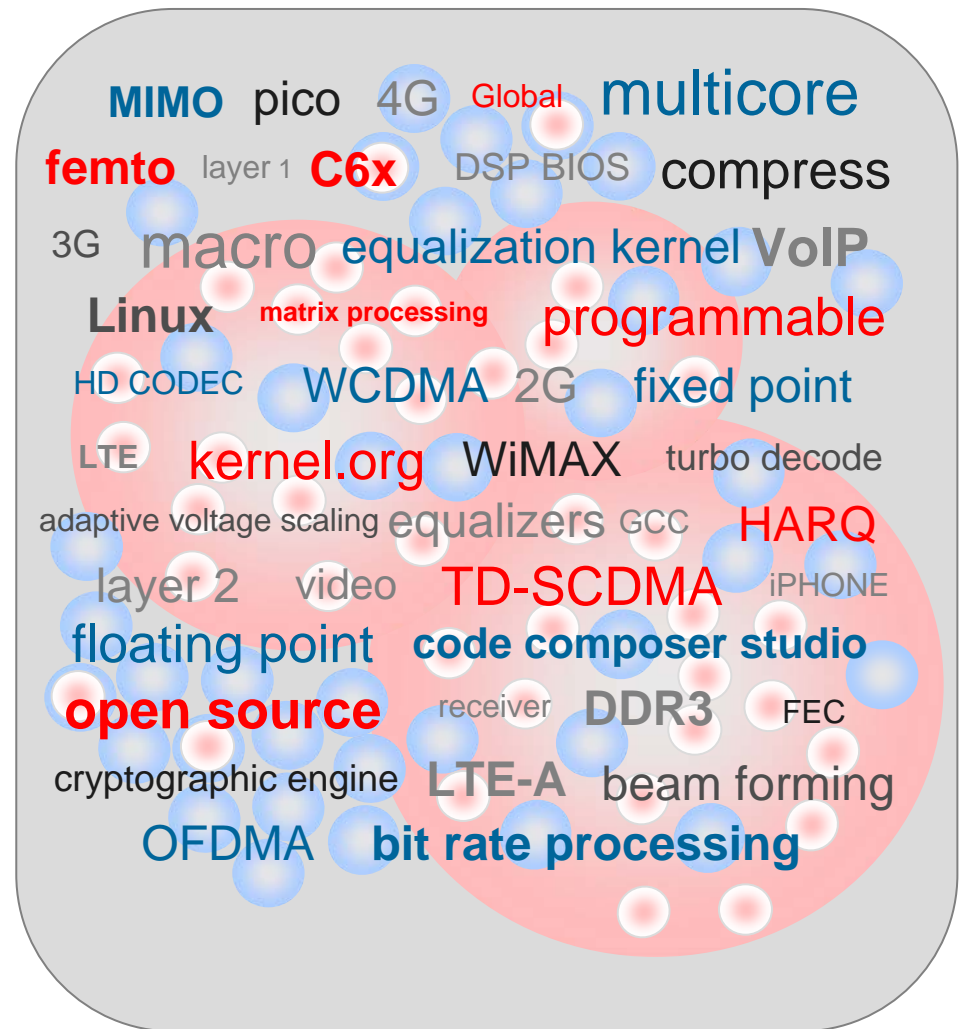 MIMO pico 4G Global multicore
femto layer 1 C6x DSP BIOS compress
3G macro equalization kernel VoIP
Linux matrix processing programmable
HD CODEC WCDMA 2G fixed point
LTE kernel.org WiMAX turbo decode
adaptive voltage scaling equalizers GCC HARQ
layer 2 video TD-SCDMA iPHONE
floating point code composer studio
open source receiver DDR3 FEC
cryptographic engine LTE-A beam forming
OFDMA bit rate processing